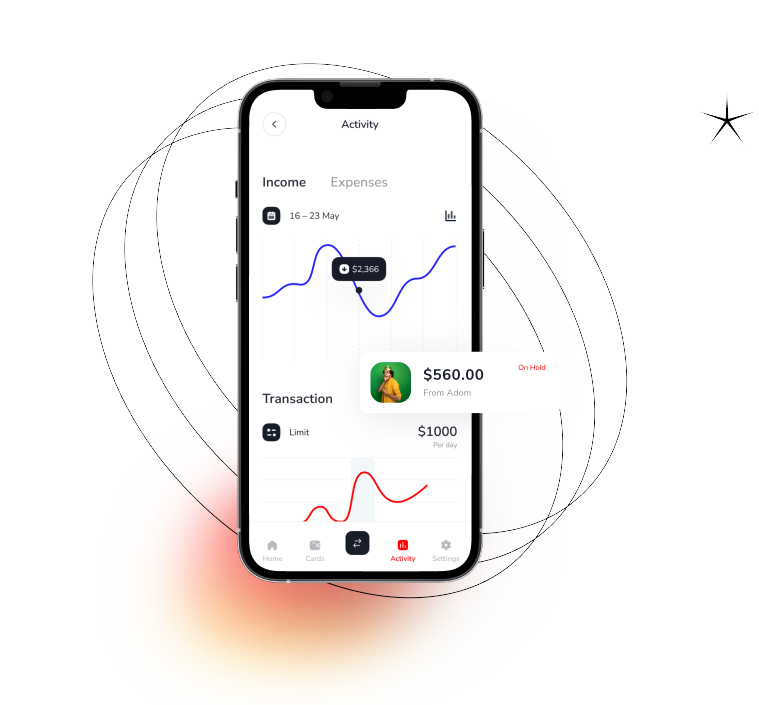 Activity
Income Expenses
16 – 23 May
$2,366
$560.00
On Hold
From Adom
Transaction
Limit
$1000
Per day
Home Cards Activity Settings